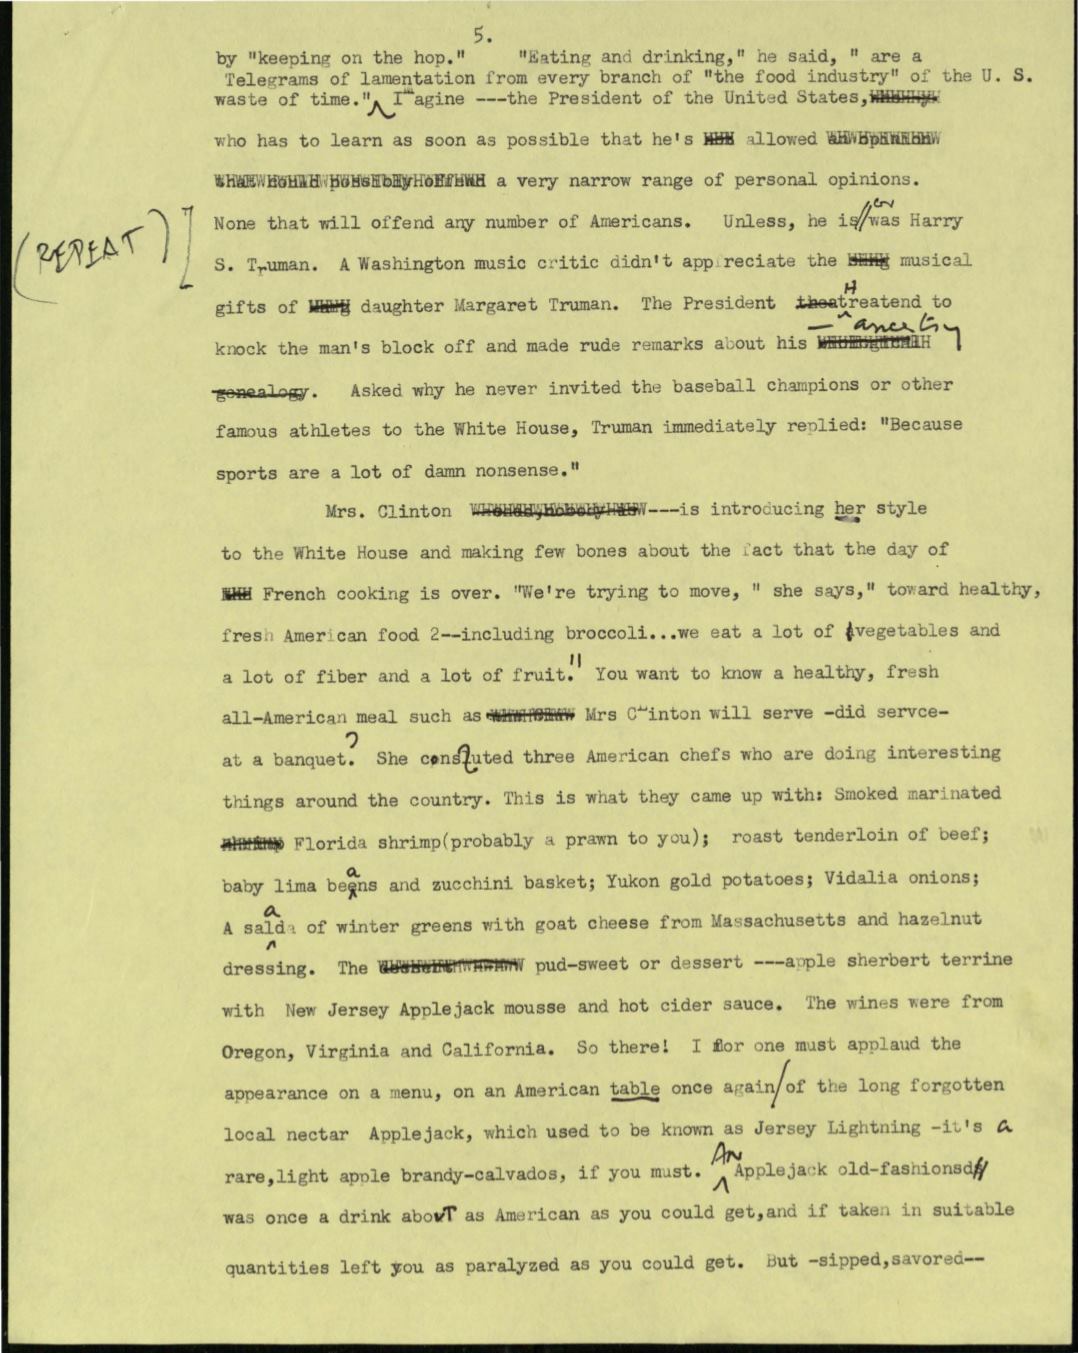 5.
by "keeping on the hop." "Eating and drinking," he said, " are a
Telegrams of lamentation from every branch of "the food industry" of the U. S.
waste of time." Imagine ---the President of the United States,
who has to learn as soon as possible that he's allowed
a very narrow range of personal opinions.
None that will offend any number of Americans. Unless, he is//or was Harry
(REPEAT)
S. Truman. A Washington music critic didn't appreciate the musical
gifts of daughter Margaret Truman. The President theatHreatend to
knock the man's block off and made rude remarks about his ancestry
genealogy. Asked why he never invited the baseball champions or other
famous athletes to the White House, Truman immediately replied: "Because
sports are a lot of damn nonsense."
Mrs. Clinton ---is introducing her style
to the White House and making few bones about the fact that the day of
French cooking is over. "We're trying to move, " she says," toward healthy,
fresh American food 2--including broccoli...we eat a lot of vegetables and
a lot of fiber and a lot of fruit." You want to know a healthy, fresh
all-American meal such as Mrs Clinton will serve -did servce-
at a banquet? She consluted three American chefs who are doing interesting
things around the country. This is what they came up with: Smoked marinated
Florida shrimp(probably a prawn to you); roast tenderloin of beef;
baby lima beans and zucchini basket; Yukon gold potatoes; Vidalia onions;
A salad of winter greens with goat cheese from Massachusetts and hazelnut
dressing. The pud-sweet or dessert ---apple sherbert terrine
with New Jersey Applejack mousse and hot cider sauce. The wines were from
Oregon, Virginia and California. So there! I for one must applaud the
appearance on a menu, on an American table once again/of the long forgotten
local nectar Applejack, which used to be known as Jersey Lightning -it's a
rare,light apple brandy-calvados, if you must. An Applejack old-fashionsd//
was once a drink abouT as American as you could get,and if taken in suitable
quantities left you as paralyzed as you could get. But -sipped,savored--